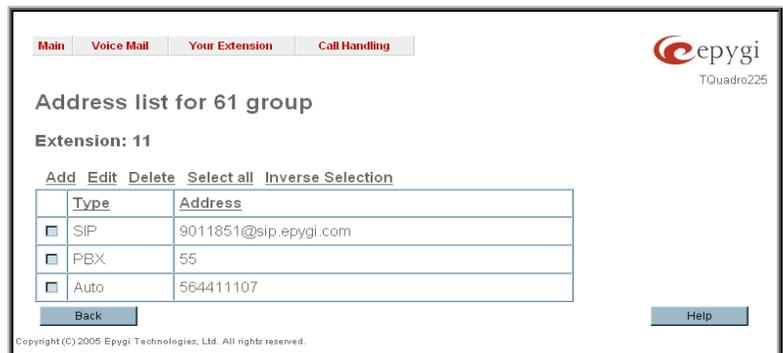 Main Voice Mail Your Extension Call Handling
epygi
TQuadro225
Address list for 61 group
Extension: 11
Add Edit Delete Select all Inverse Selection
Type Address
SIP 9011851@sip.epygi.com
PBX 55
Auto 564411107
Back Help
Copyright (C) 2005 Epygi Technologies, Ltd. All rights reserved.